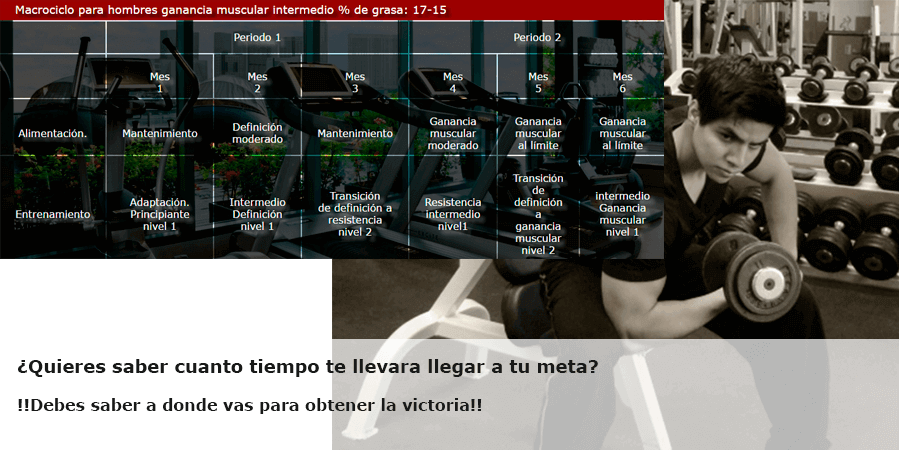 Macrociclo para hombres ganancia muscular intermedio % de grasa: 17-15
Periodo 1 Periodo 2
Mes 1
Mes 2
Mes 3
Mes 4
Mes 5
Mes 6
Alimentación.
Mantenimiento
Definición
moderado
Mantenimiento
Ganancia
muscular
moderado
Ganancia
muscular
al límite
Ganancia
muscular
al límite
Entrenamiento
Adaptación.
Principiante
nivel 1
Intermedio
Definición
nivel 1
Transición
de definición a
resistencia
nivel 2
Resistencia
intermedio
nivel1
Transición
de
definición
a
ganancia
muscular
nivel 2
intermedio
Ganancia
muscular
nivel 1
¿Quieres saber cuanto tiempo te llevara llegar a tu meta?
!!Debes saber a donde vas para obtener la victoria!!